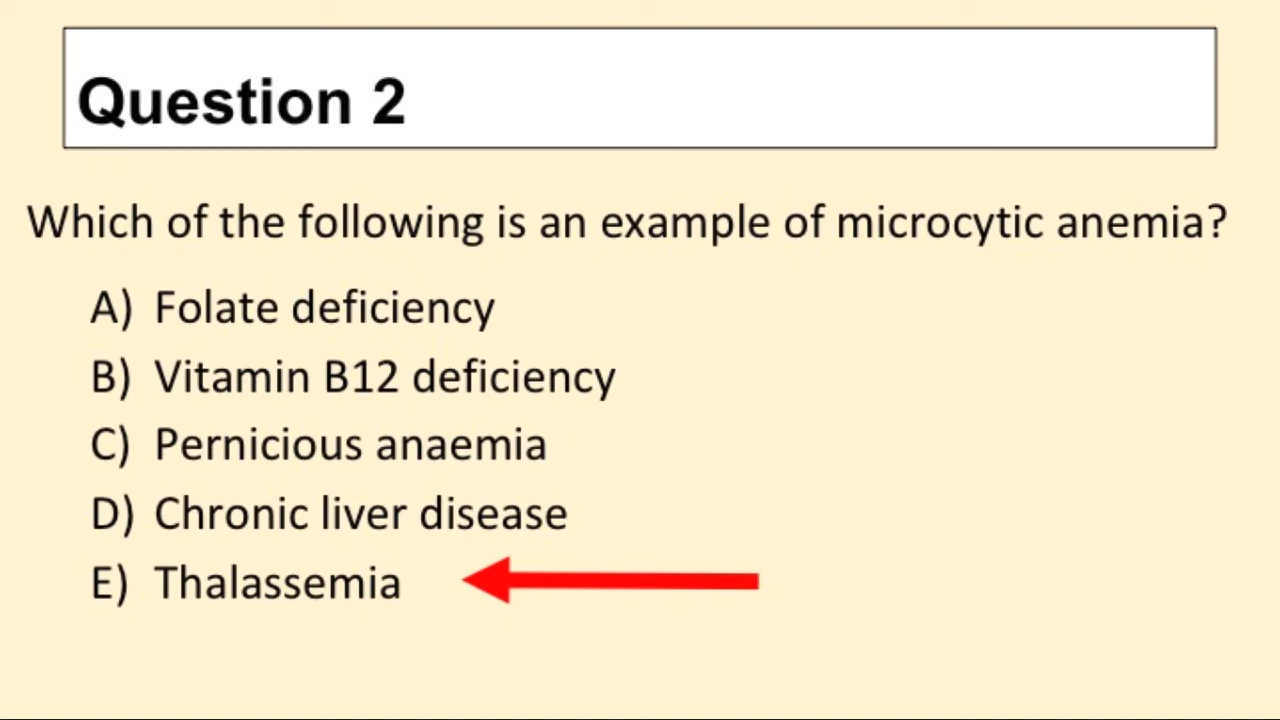 Question 2
Which of the following is an example of microcytic anemia?
A) Folate deficiency
B) Vitamin B12 deficiency
C) Pernicious anaemia
D) Chronic liver disease
E) Thalassemia